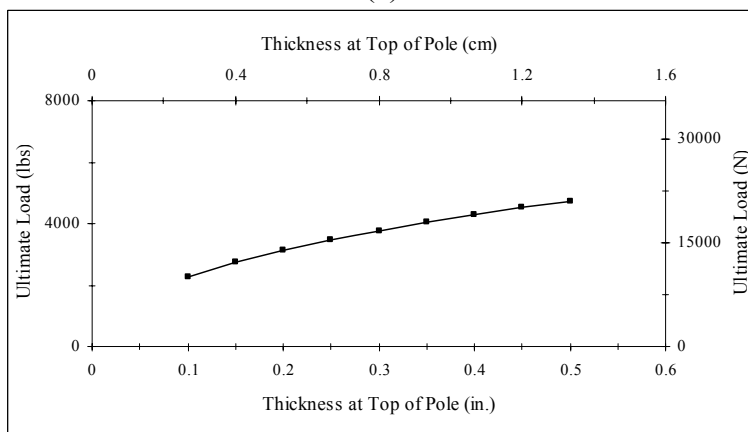 Thickness at Top of Pole (cm)
0 0.4 0.8 1.2 1.6
8000
4000
0
Ultimate Load (lbs)
30000
15000
0
Ultimate Load (N)
0 0.1 0.2 0.3 0.4 0.5 0.6
Thickness at Top of Pole (in.)